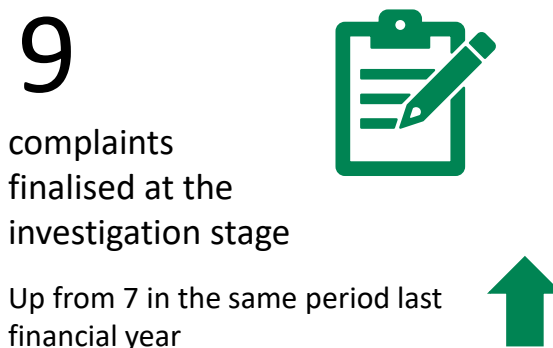 9
complaints
finalised at the
investigation stage
Up from 7 in the same period last
financial year